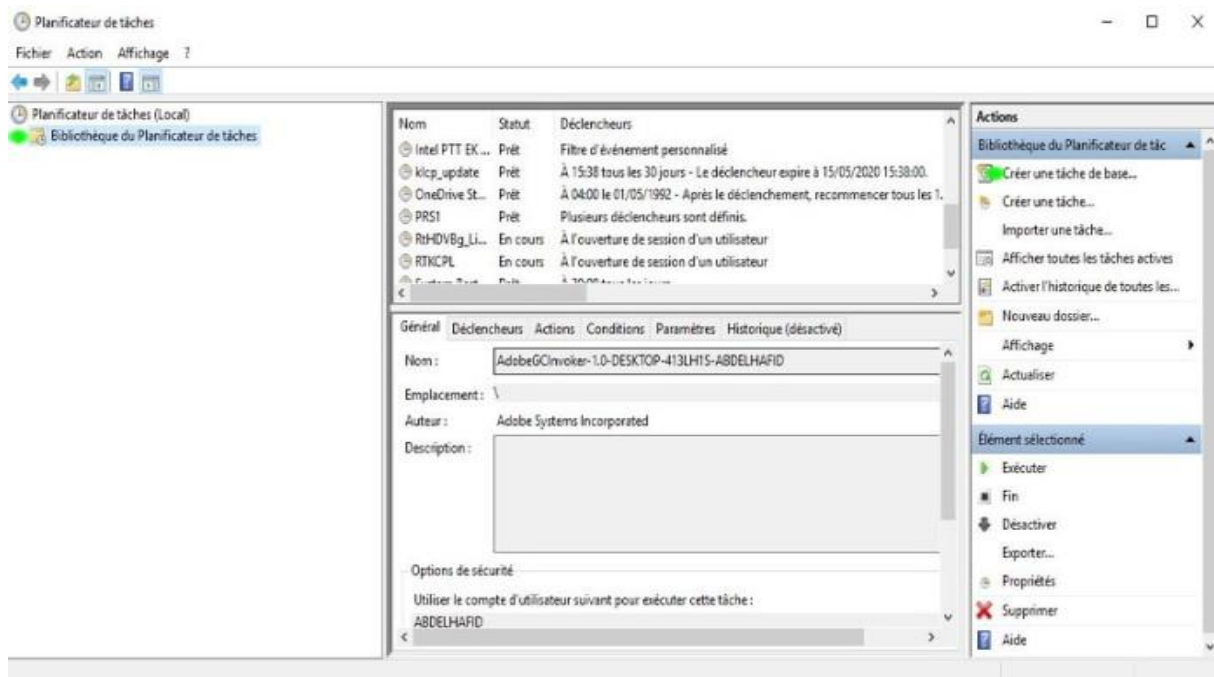 Planificateur de tâches
Fichier Action Affichage ?
Planificateur de tâches (Local)
Bibliothèque du Planificateur de tâches
Nom Statut Déclencheurs
Intel PTT EK ... Prêt Filtre d'événement personnalisé
klcp_update Prêt À 15:38 tous les 30 jours - Le déclencheur expire à 15/05/2020 15:38:00.
OneDrive St... Prêt À 04:00 le 01/05/1992 - Après le déclenchement, recommencer tous les 1.
PRS1 Prêt Plusieurs déclencheurs sont définis.
RtHDVBg_Li... En cours À l'ouverture de session d'un utilisateur
RTKCPL En cours À l'ouverture de session d'un utilisateur
Général Déclencheurs Actions Conditions Paramètres Historique (désactivé)
Nom : AdobeGCInvoker-1.0-DESKTOP-413LH1S-ABDELHAFID
Emplacement : \
Auteur : Adobe Systems Incorporated
Description :
Options de sécurité
Utiliser le compte d'utilisateur suivant pour exécuter cette tâche :
ABDELHAFID
Actions
Bibliothèque du Planificateur de tâc
Créer une tâche de base...
Créer une tâche...
Importer une tâche...
Afficher toutes les tâches actives
Activer l'historique de toutes les...
Nouveau dossier...
Affichage
Actualiser
Aide
Élément sélectionné
Exécuter
Fin
Désactiver
Exporter...
Propriétés
Supprimer
Aide